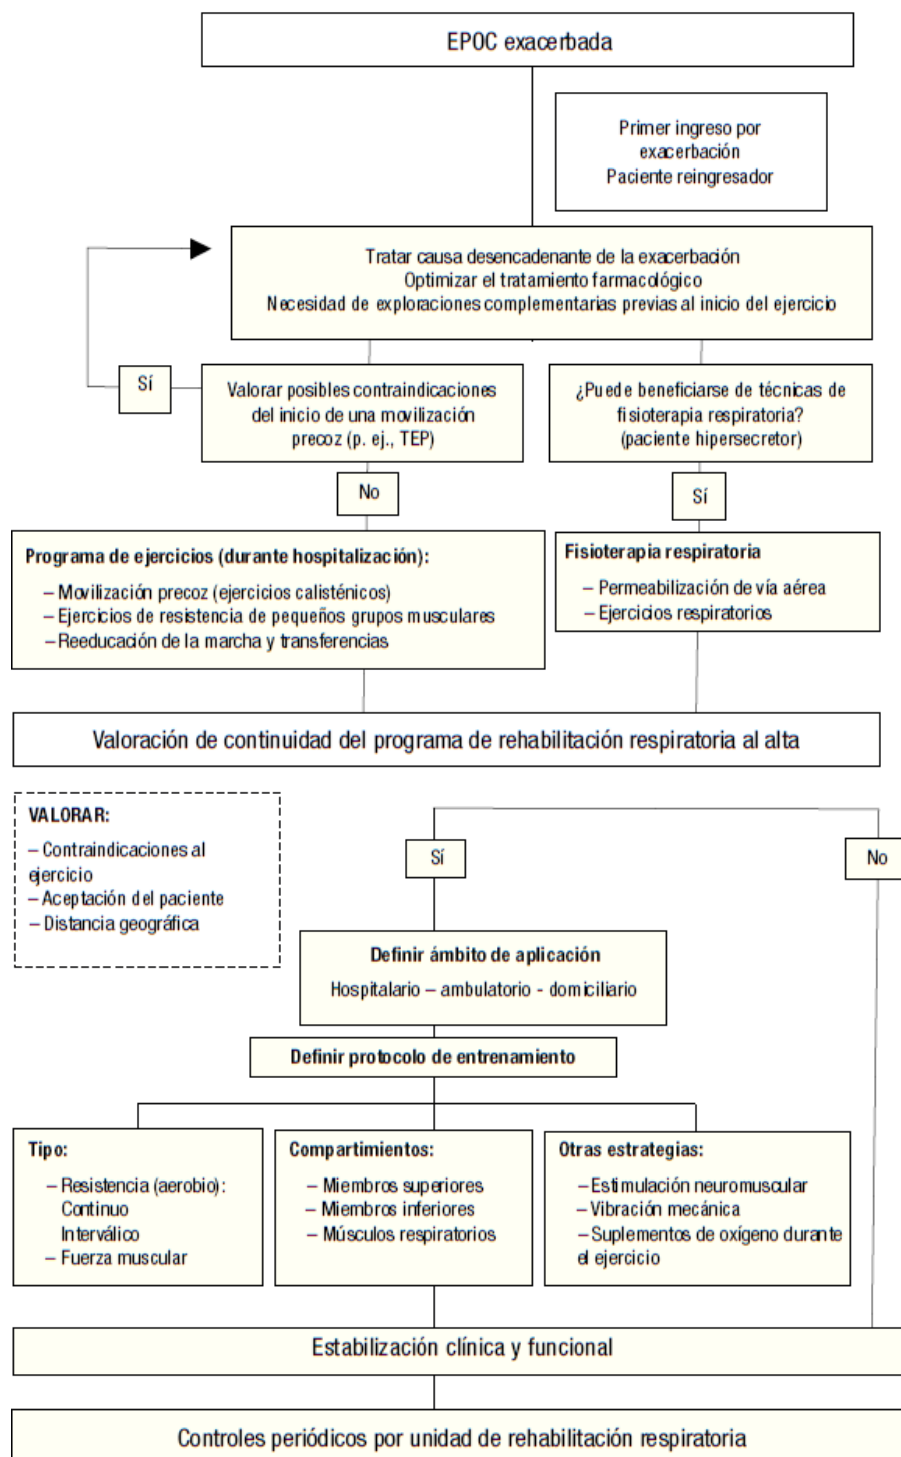 EPOC exacerbada
Primer ingreso por
exacerbación
Paciente reingresador
Tratar causa desencadenante de la exacerbación
Optimizar el tratamiento farmacológico
Necesidad de exploraciones complementarias previas al inicio del ejercicio
Sí
Valorar posibles contraindicaciones
del inicio de una movilización
precoz (p. ej., TEP)
¿Puede beneficiarse de técnicas de
fisioterapia respiratoria?
(paciente hipersecretor)
No
Sí
Programa de ejercicios (durante hospitalización):
– Movilización precoz (ejercicios calisténicos)
– Ejercicios de resistencia de pequeños grupos musculares
– Reeducación de la marcha y transferencias
Fisioterapia respiratoria
– Permeabilización de vía aérea
– Ejercicios respiratorios
Valoración de continuidad del programa de rehabilitación respiratoria al alta
VALORAR:
– Contraindicaciones al
ejercicio
– Aceptación del paciente
– Distancia geográfica
Sí
No
Definir ámbito de aplicación
Hospitalario – ambulatorio - domiciliario
Definir protocolo de entrenamiento
Tipo:
– Resistencia (aerobio):
Continuo
Interválico
– Fuerza muscular
Compartimientos:
– Miembros superiores
– Miembros inferiores
– Músculos respiratorios
Otras estrategias:
– Estimulación neuromuscular
– Vibración mecánica
– Suplementos de oxígeno durante
el ejercicio
Estabilización clínica y funcional
Controles periódicos por unidad de rehabilitación respiratoria